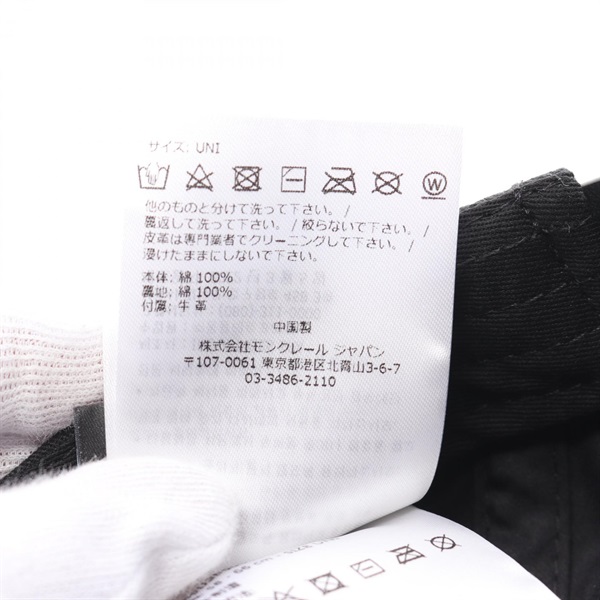 サイズ: UNI
W
他のものと分けて洗って下さい。/
裏返して洗って下さい。/ 絞らないで下さい。/
皮革は専門業者でクリーニングして下さい。/
浸けたままにしないで下さい。
本体: 綿 100%
裏地: 綿 100%
付属: 牛革
中国製
株式会社モンクレール ジャパン
〒107-0061 東京都港区北青山3-6-7
03-3486-2110
W